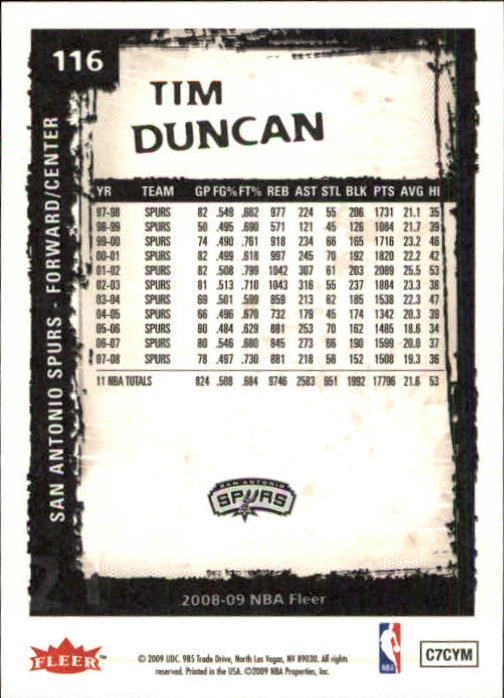 116
TIM
DUNCAN
SAN ANTONIO SPURS - FORWARD/CENTER
YR TEAM GP FG% FT% REB AST STL BLK PTS AVG HI
97-98 SPURS 82 .549 .662 977 224 55 206 1731 21.1 35
98-99 SPURS 50 .495 .690 571 121 45 126 1084 21.7 39
99-00 SPURS 74 .490 .761 918 234 66 165 1716 23.2 46
00-01 SPURS 82 .499 .618 997 245 70 192 1820 22.2 42
01-02 SPURS 82 .508 .799 1042 307 61 203 2089 25.5 53
02-03 SPURS 81 .513 .710 1043 316 55 237 1884 23.3 38
03-04 SPURS 69 .501 .599 859 213 62 185 1538 22.3 47
04-05 SPURS 66 .496 .670 732 179 45 174 1342 20.3 39
05-06 SPURS 80 .484 .629 881 253 70 162 1485 18.6 34
06-07 SPURS 80 .546 .680 845 273 66 190 1599 20.0 37
07-08 SPURS 78 .497 .730 881 218 56 152 1508 19.3 36
11 NBA TOTALS 824 .508 .684 9746 2583 651 1992 17796 21.6 53
SAN ANTONIO
SPURS
21
2008-09 NBA Fleer
FLEER™
© 2009 UDC. 985 Trade Drive, North Las Vegas, NV 89030. All rights
reserved. Printed in the USA. ©2009 NBA Properties, Inc.
NBA
C7CYM